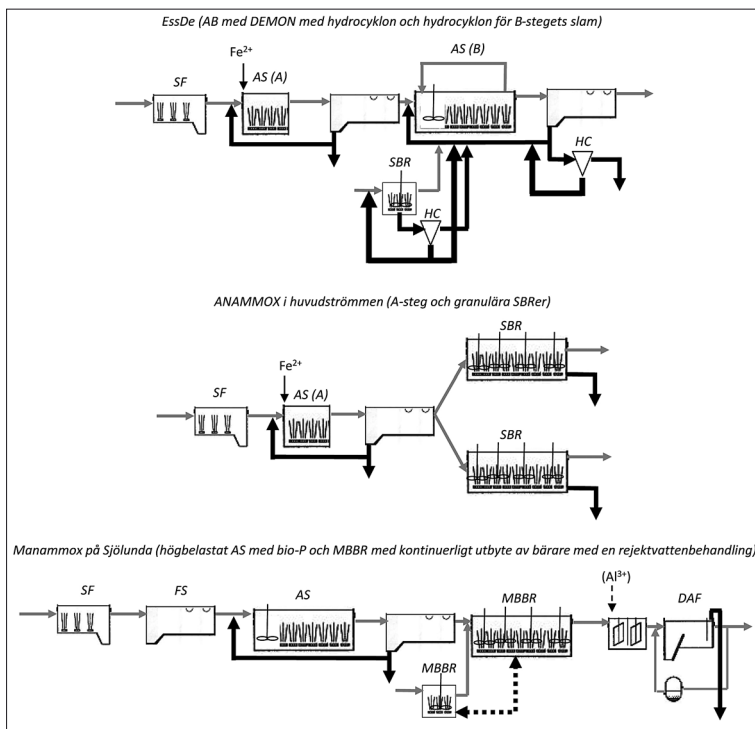 EssDe (AB med DEMON med hydrocyklon och hydrocyklon för B-stegets slam)
Fe²⁺
SF
AS (A)
AS (B)
SBR
HC
HC
ANAMMOX i huvudströmmen (A-steg och granulära SBRer)
SBR
Fe²⁺
SF
AS (A)
SBR
Manammox på Sjölunda (högbelastat AS med bio-P och MBBR med kontinuerligt utbyte av bärare med en rejektvattenbehandling)
(Al³⁺)
SF
FS
AS
MBBR
DAF
MBBR